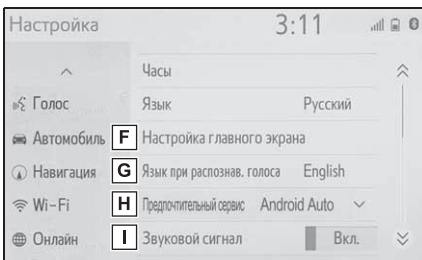 Настройка 3:11
Часы
Голос
Язык Русский
Автомобиль F Настройка главного экрана
Навигация G Язык при распознав. голоса English
Wi-Fi H Предпочтительный сервис Android Auto
Онлайн I Звуковой сигнал Вкл.